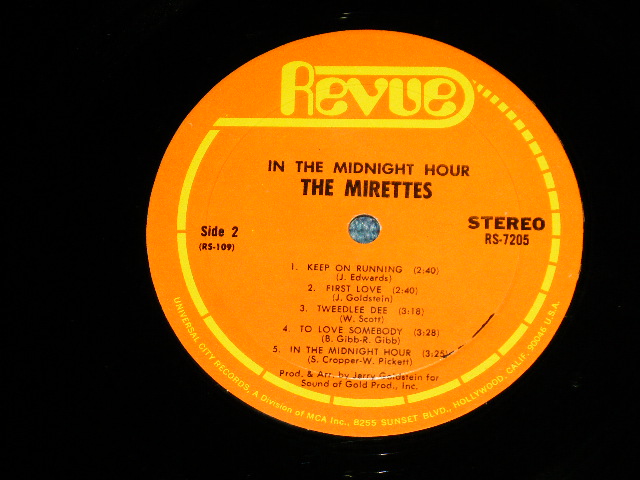 Revue
IN THE MIDNIGHT HOUR
THE MIRETTES
Side 2
(RS-109)
STEREO
RS-7205
1. KEEP ON RUNNING (2:40)
(J. Edwards)
2. FIRST LOVE (2:40)
(J. Goldstein)
3. TWEEDLEE DEE (3:18)
(W. Scott)
4. TO LOVE SOMEBODY (3:28)
(B. Gibb-R. Gibb)
5. IN THE MIDNIGHT HOUR (3:25)
(S. Cropper-W. Pickett)
Prod. & Arr. by Jerry Goldstein for
Sound of Gold Prod., Inc.
UNIVERSAL CITY RECORDS, A Division of MCA Inc., 8255 SUNSET BLVD., HOLLYWOOD, CALIF. 90046 U.S.A.